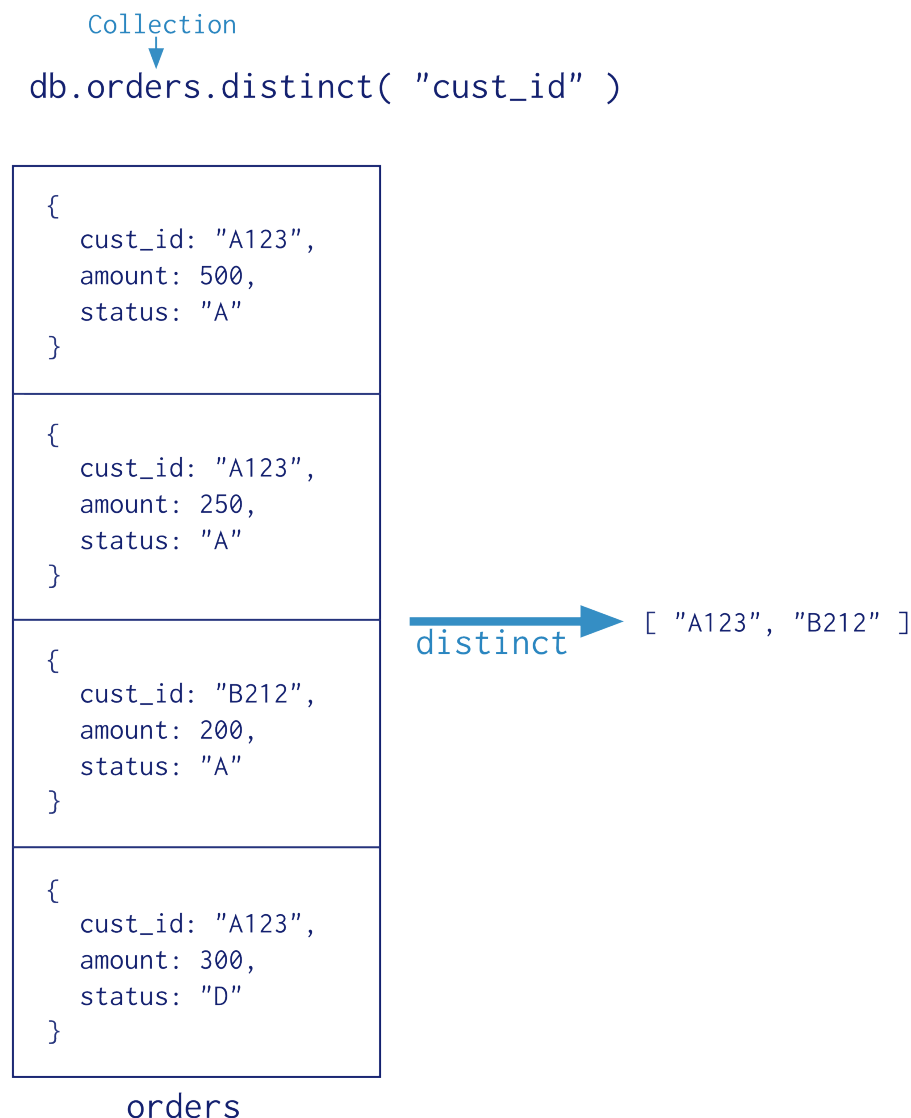 Collection
db.orders.distinct( "cust_id" )
{
cust_id: "A123",
amount: 500,
status: "A"
}
{
cust_id: "A123",
amount: 250,
status: "A"
}
{
cust_id: "B212",
amount: 200,
status: "A"
}
{
cust_id: "A123",
amount: 300,
status: "D"
}
orders
distinct
[ "A123", "B212" ]